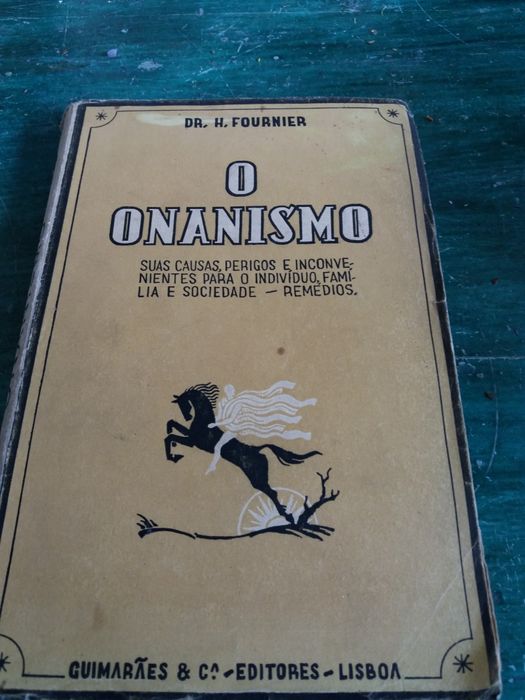 DR. H. FOURNIER
O
ONANISMO
SUAS CAUSAS, PERIGOS E INCONVE-
NIENTES PARA O INDIVÍDUO, FAMÍ-
LIA E SOCIEDADE — REMÉDIOS.
GUIMARÃES & Cª - EDITORES - LISBOA